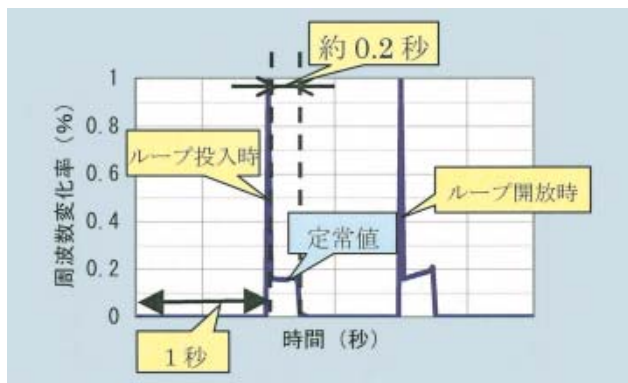 約 0.2 秒
1
0.8
0.6
0.4
0.2
0
周波数変化率（%）
ループ投入時
ループ開放時
定常値
1 秒
時間（秒）